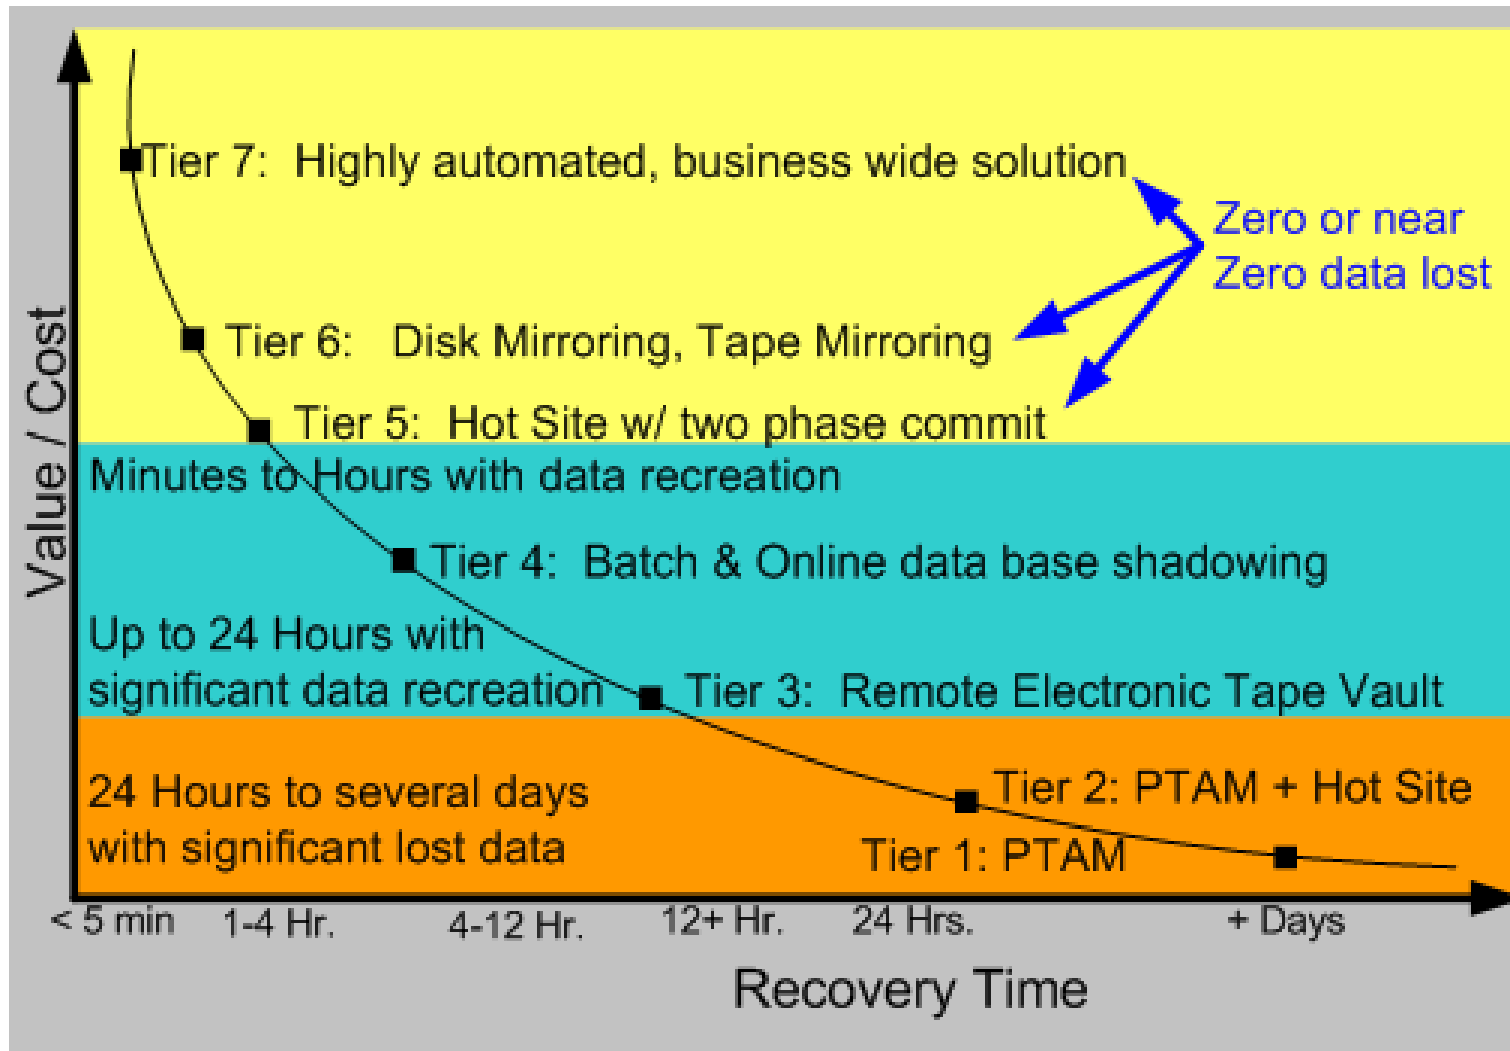 Tier 7: Highly automated, business wide solution
Zero or near
Zero data lost
Tier 6: Disk Mirroring, Tape Mirroring
Tier 5: Hot Site w/ two phase commit
Value / Cost
Minutes to Hours with data recreation
Tier 4: Batch & Online data base shadowing
Up to 24 Hours with
significant data recreation
Tier 3: Remote Electronic Tape Vault
24 Hours to several days
with significant lost data
Tier 2: PTAM + Hot Site
Tier 1: PTAM
< 5 min 1-4 Hr. 4-12 Hr. 12+ Hr. 24 Hrs. + Days
Recovery Time